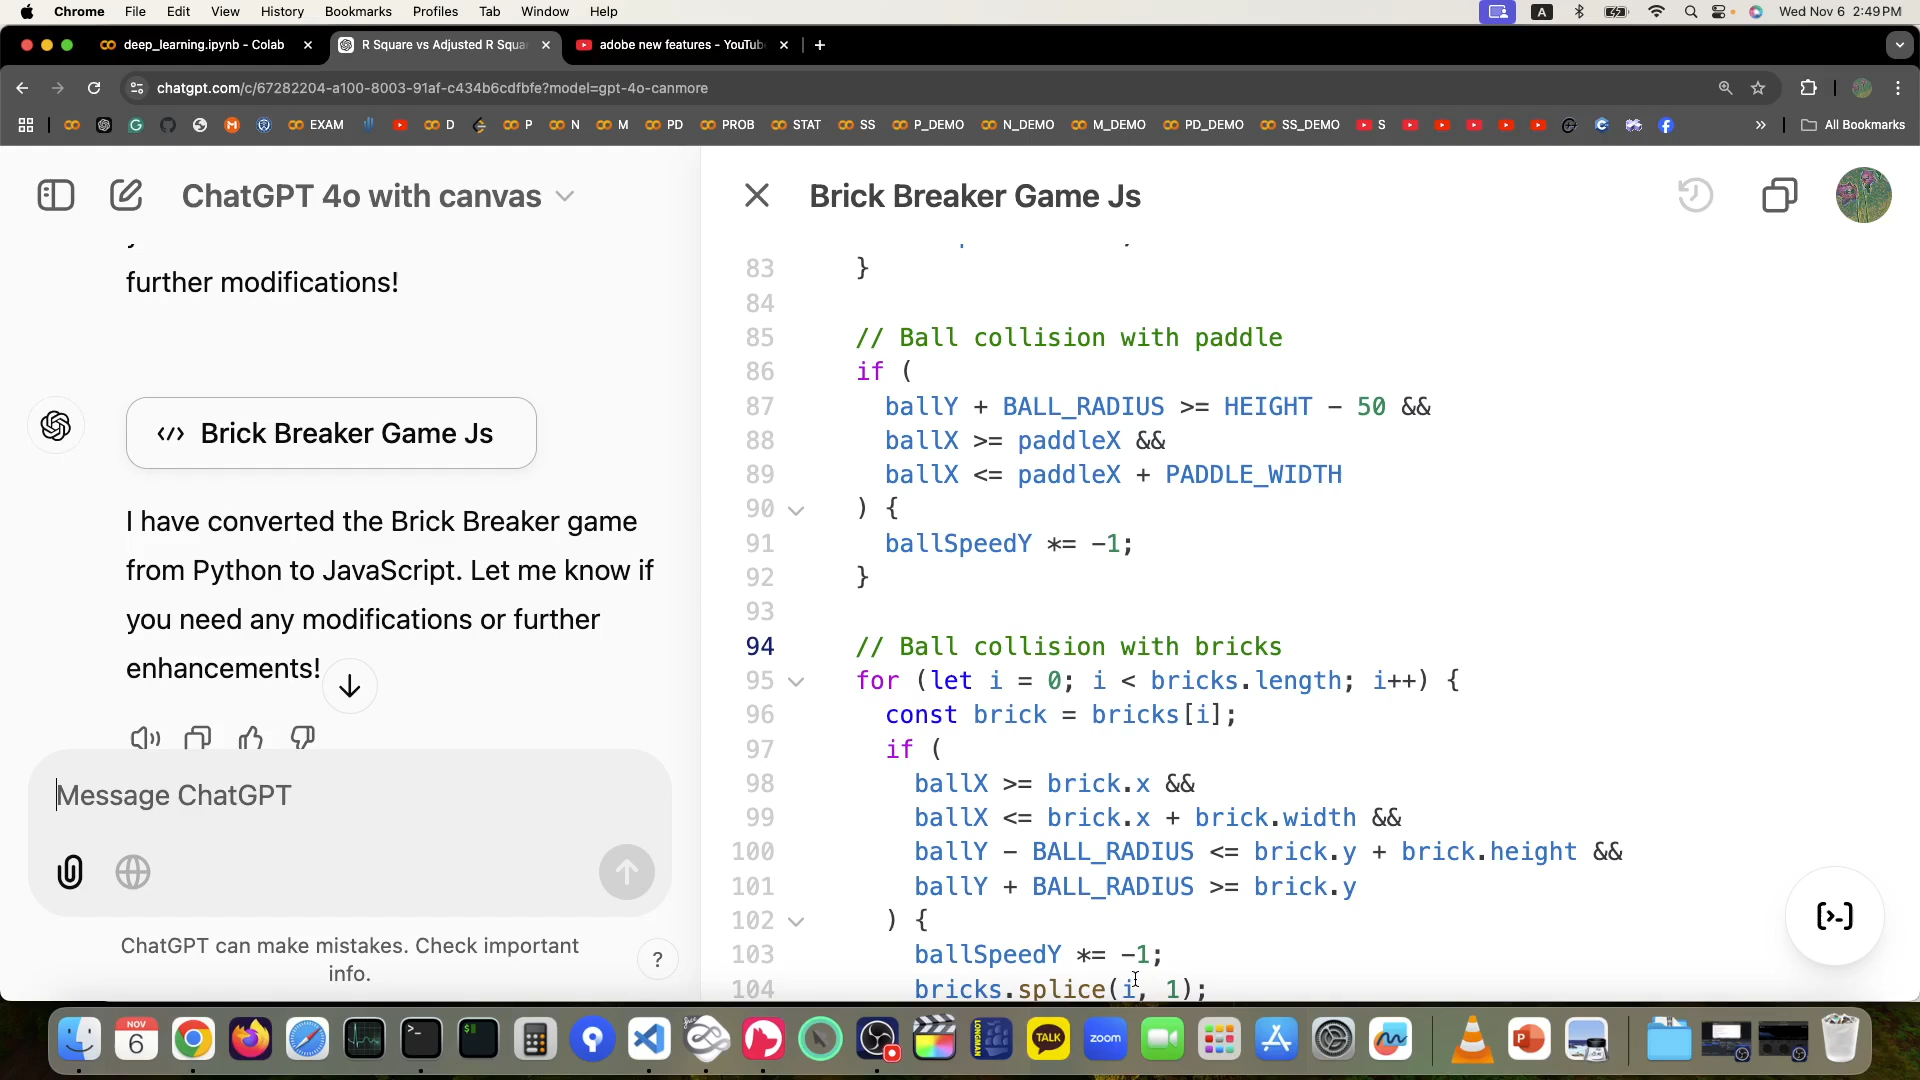 Chrome File Edit View History Bookmarks Profiles Tab Window Help A Wed Nov 6 2:49 PM
deep_learning.ipynb - Colab R Square vs Adjusted R Squa adobe new features - YouTub
chatgpt.com/c/67282204-a100-8003-91af-c434b6cdfbfe?model=gpt-4o-canmore
EXAM D P N M PD PROB STAT SS P_DEMO N_DEMO M_DEMO PD_DEMO SS_DEMO S » All Bookmarks
ChatGPT 4o with canvas
further modifications!
</> Brick Breaker Game Js
I have converted the Brick Breaker game
from Python to JavaScript. Let me know if
you need any modifications or further
enhancements!
Message ChatGPT
ChatGPT can make mistakes. Check important
info.
?
Brick Breaker Game Js
83 }
84
85 // Ball collision with paddle
86 if (
87 ballY + BALL_RADIUS >= HEIGHT - 50 &&
88 ballX >= paddleX &&
89 ballX <= paddleX + PADDLE_WIDTH
90 ) {
91 ballSpeedY *= -1;
92 }
93
94 // Ball collision with bricks
95 for (let i = 0; i < bricks.length; i++) {
96 const brick = bricks[i];
97 if (
98 ballX >= brick.x &&
99 ballX <= brick.x + brick.width &&
100 ballY - BALL_RADIUS <= brick.y + brick.height &&
101 ballY + BALL_RADIUS >= brick.y
102 ) {
103 ballSpeedY *= -1;
104 bricks.splice(i, 1);
NOV
6
LONGMAN
TALK
zoom